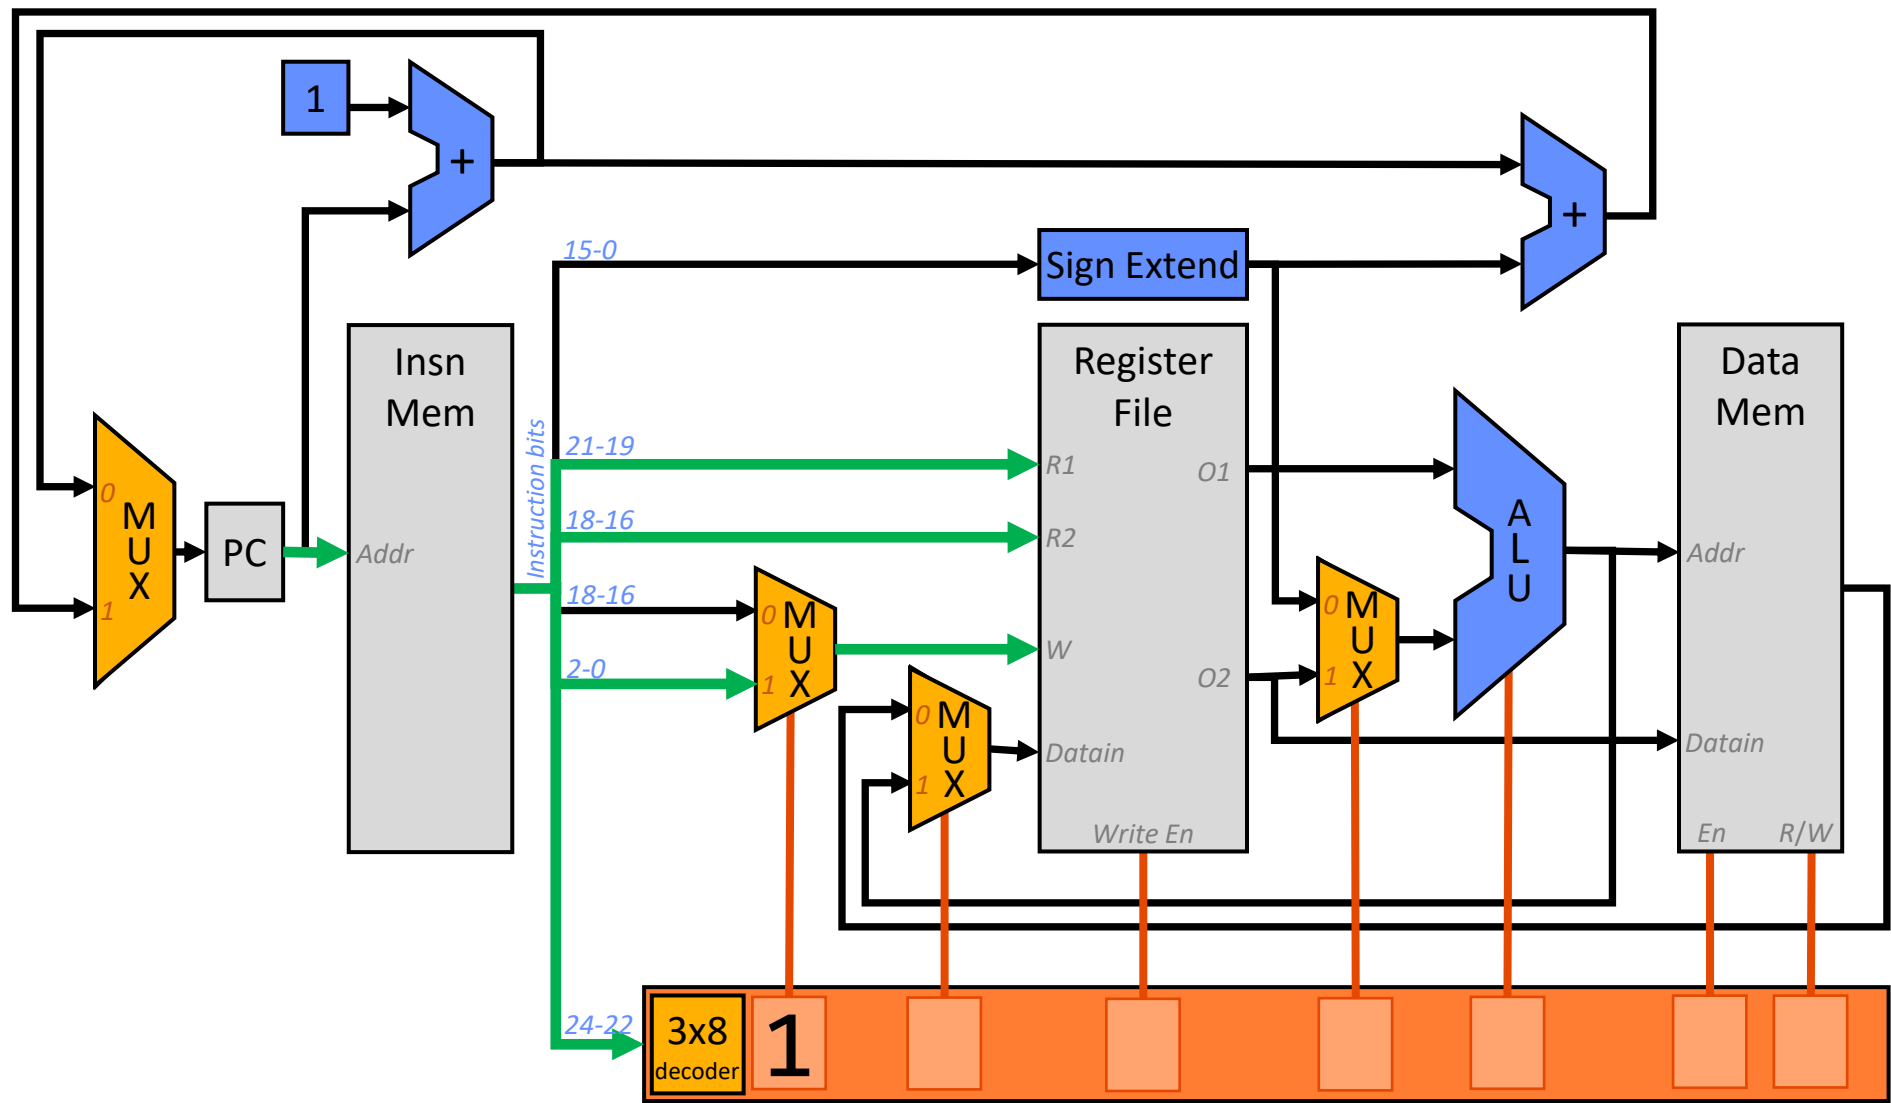 1
+
+
15-0
Sign Extend
Insn
Mem
Register
File
Data
Mem
Instruction bits
21-19
R1
O1
0
M
U
X
1
PC
Addr
18-16
R2
A
L
U
Addr
18-16
0
M
U
X
1
W
0
M
U
X
1
2-0
O2
0
M
U
X
1
Datain
Datain
Write En
En
R/W
24-22
3x8
decoder
1